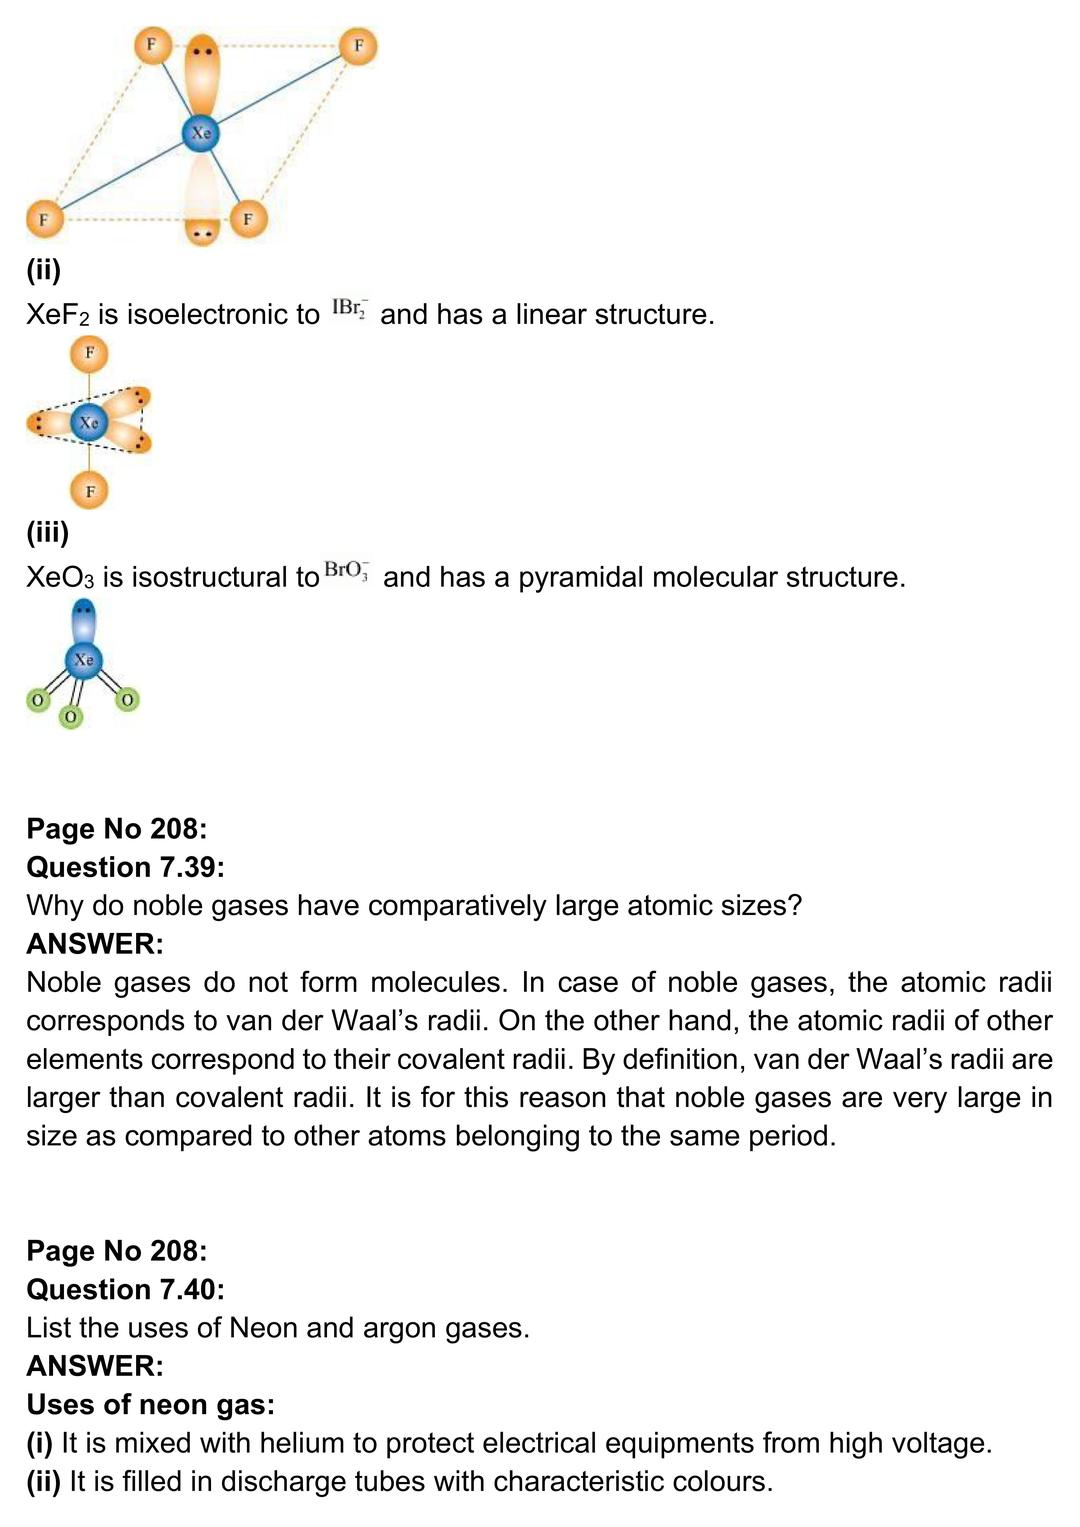 F F
Xe
F F
(ii)
XeF₂ is isoelectronic to IBr₂⁻ and has a linear structure.
F
Xe
F
(iii)
XeO₃ is isostructural to BrO₃⁻ and has a pyramidal molecular structure.
Xe
O O O
Page No 208:
Question 7.39:
Why do noble gases have comparatively large atomic sizes?
ANSWER:
Noble gases do not form molecules. In case of noble gases, the atomic radii
corresponds to van der Waal’s radii. On the other hand, the atomic radii of other
elements correspond to their covalent radii. By definition, van der Waal’s radii are
larger than covalent radii. It is for this reason that noble gases are very large in
size as compared to other atoms belonging to the same period.
Page No 208:
Question 7.40:
List the uses of Neon and argon gases.
ANSWER:
Uses of neon gas:
(i) It is mixed with helium to protect electrical equipments from high voltage.
(ii) It is filled in discharge tubes with characteristic colours.